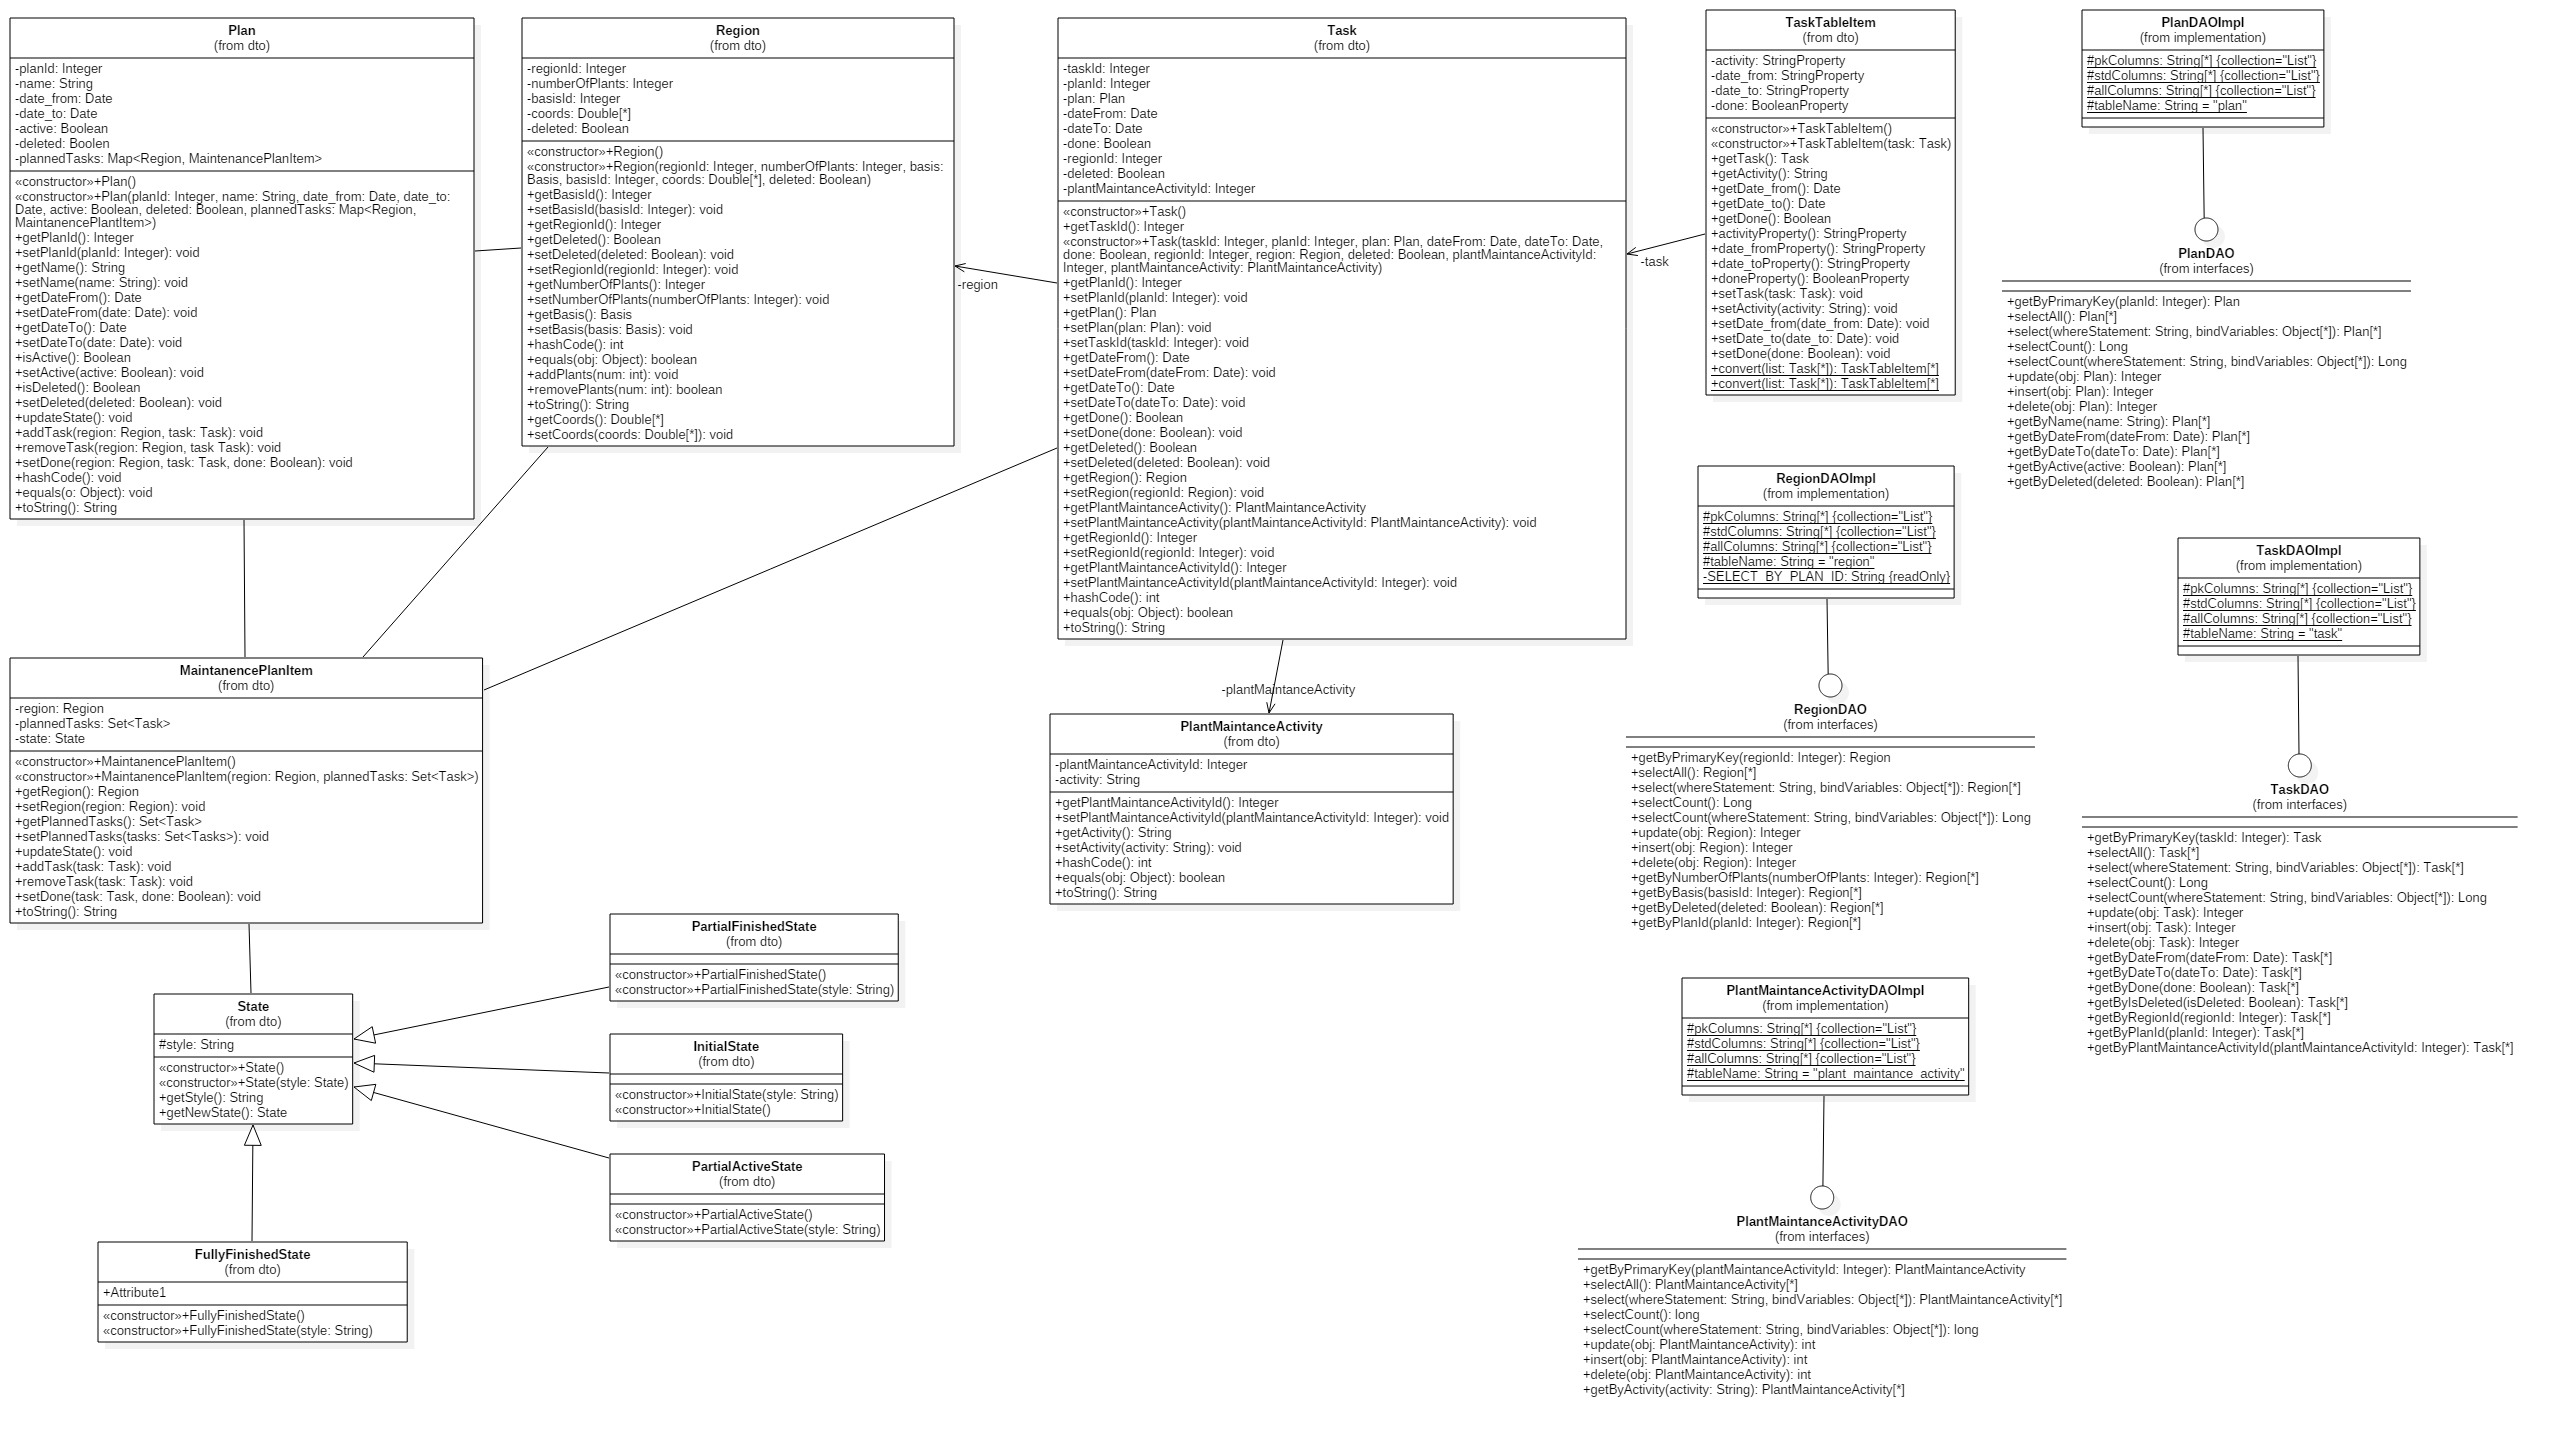 Plan
(from dto)
-planId: Integer
-name: String
-date_from: Date
-date_to: Date
-active: Boolean
-deleted: Boolen
-plannedTasks: Map<Region, MaintenancePlanItem>
«constructor»+Plan()
«constructor»+Plan(planId: Integer, name: String, date_from: Date, date_to:
Date, active: Boolean, deleted: Boolean, plannedTasks: Map<Region,
MaintanencePlantItem>)
+getPlanId(): Integer
+setPlanId(planId: Integer): void
+getName(): String
+setName(name: String): void
+getDateFrom(): Date
+setDateFrom(date: Date): void
+getDateTo(): Date
+setDateTo(date: Date): void
+isActive(): Boolean
+setActive(active: Boolean): void
+isDeleted(): Boolean
+setDeleted(deleted: Boolean): void
+updateState(): void
+addTask(region: Region, task: Task): void
+removeTask(region: Region, task Task): void
+setDone(region: Region, task: Task, done: Boolean): void
+hashCode(): void
+equals(o: Object): void
+toString(): String
Region
(from dto)
-regionId: Integer
-numberOfPlants: Integer
-basisId: Integer
-coords: Double[*]
-deleted: Boolean
«constructor»+Region()
«constructor»+Region(regionId: Integer, numberOfPlants: Integer, basis:
Basis, basisId: Integer, coords: Double[*], deleted: Boolean)
+getBasisId(): Integer
+setBasisId(basisId: Integer): void
+getRegionId(): Integer
+getDeleted(): Boolean
+setDeleted(deleted: Boolean): void
+setRegionId(regionId: Integer): void
+getNumberOfPlants(): Integer
+setNumberOfPlants(numberOfPlants: Integer): void
+getBasis(): Basis
+setBasis(basis: Basis): void
+hashCode(): int
+equals(obj: Object): boolean
+addPlants(num: int): void
+removePlants(num: int): boolean
+toString(): String
+getCoords(): Double[*]
+setCoords(coords: Double[*]): void
-region
Task
(from dto)
-taskId: Integer
-planId: Integer
-plan: Plan
-dateFrom: Date
-dateTo: Date
-done: Boolean
-regionId: Integer
-deleted: Boolean
-plantMaintanceActivityId: Integer
«constructor»+Task()
+getTaskId(): Integer
«constructor»+Task(taskId: Integer, planId: Integer, plan: Plan, dateFrom: Date, dateTo: Date,
done: Boolean, regionId: Integer, region: Region, deleted: Boolean, plantMaintanceActivityId:
Integer, plantMaintanceActivity: PlantMaintanceActivity)
+getPlanId(): Integer
+setPlanId(planId: Integer): void
+getPlan(): Plan
+setPlan(plan: Plan): void
+setTaskId(taskId: Integer): void
+getDateFrom(): Date
+setDateFrom(dateFrom: Date): void
+getDateTo(): Date
+setDateTo(dateTo: Date): void
+getDone(): Boolean
+setDone(done: Boolean): void
+getDeleted(): Boolean
+setDeleted(deleted: Boolean): void
+getRegion(): Region
+setRegion(regionId: Region): void
+getPlantMaintanceActivity(): PlantMaintanceActivity
+setPlantMaintanceActivity(plantMaintanceActivityId: PlantMaintanceActivity): void
+getRegionId(): Integer
+setRegionId(regionId: Integer): void
+getPlantMaintanceActivityId(): Integer
+setPlantMaintanceActivityId(plantMaintanceActivityId: Integer): void
+hashCode(): int
+equals(obj: Object): boolean
+toString(): String
-task
TaskTableItem
(from dto)
-activity: StringProperty
-date_from: StringProperty
-date_to: StringProperty
-done: BooleanProperty
«constructor»+TaskTableItem()
«constructor»+TaskTableItem(task: Task)
+getTask(): Task
+getActivity(): String
+getDate_from(): Date
+getDate_to(): Date
+getDone(): Boolean
+activityProperty(): StringProperty
+date_fromProperty(): StringProperty
+date_toProperty(): StringProperty
+doneProperty(): BooleanProperty
+setTask(task: Task): void
+setActivity(activity: String): void
+setDate_from(date_from: Date): void
+setDate_to(date_to: Date): void
+setDone(done: Boolean): void
+convert(list: Task[*]): TaskTableItem[*]
+convert(list: Task[*]): TaskTableItem[*]
PlanDAOImpl
(from implementation)
#pkColumns: String[*] {collection="List"}
#stdColumns: String[*] {collection="List"}
#allColumns: String[*] {collection="List"}
#tableName: String = "plan"
PlanDAO
(from interfaces)
+getByPrimaryKey(planId: Integer): Plan
+selectAll(): Plan[*]
+select(whereStatement: String, bindVariables: Object[*]): Plan[*]
+selectCount(): Long
+selectCount(whereStatement: String, bindVariables: Object[*]): Long
+update(obj: Plan): Integer
+insert(obj: Plan): Integer
+delete(obj: Plan): Integer
+getByName(name: String): Plan[*]
+getByDateFrom(dateFrom: Date): Plan[*]
+getByDateTo(dateTo: Date): Plan[*]
+getByActive(active: Boolean): Plan[*]
+getByDeleted(deleted: Boolean): Plan[*]
RegionDAOImpl
(from implementation)
#pkColumns: String[*] {collection="List"}
#stdColumns: String[*] {collection="List"}
#allColumns: String[*] {collection="List"}
#tableName: String = "region"
-SELECT_BY_PLAN_ID: String {readOnly}
RegionDAO
(from interfaces)
+getByPrimaryKey(regionId: Integer): Region
+selectAll(): Region[*]
+select(whereStatement: String, bindVariables: Object[*]): Region[*]
+selectCount(): Long
+selectCount(whereStatement: String, bindVariables: Object[*]): Long
+update(obj: Region): Integer
+insert(obj: Region): Integer
+delete(obj: Region): Integer
+getByNumberOfPlants(numberOfPlants: Integer): Region[*]
+getByBasis(basisId: Integer): Region[*]
+getByDeleted(deleted: Boolean): Region[*]
+getByPlanId(planId: Integer): Region[*]
TaskDAOImpl
(from implementation)
#pkColumns: String[*] {collection="List"}
#stdColumns: String[*] {collection="List"}
#allColumns: String[*] {collection="List"}
#tableName: String = "task"
TaskDAO
(from interfaces)
+getByPrimaryKey(taskId: Integer): Task
+selectAll(): Task[*]
+select(whereStatement: String, bindVariables: Object[*]): Task[*]
+selectCount(): Long
+selectCount(whereStatement: String, bindVariables: Object[*]): Long
+update(obj: Task): Integer
+insert(obj: Task): Integer
+delete(obj: Task): Integer
+getByDateFrom(dateFrom: Date): Task[*]
+getByDateTo(dateTo: Date): Task[*]
+getByDone(done: Boolean): Task[*]
+getByIsDeleted(isDeleted: Boolean): Task[*]
+getByRegionId(regionId: Integer): Task[*]
+getByPlanId(planId: Integer): Task[*]
+getByPlantMaintanceActivityId(plantMaintanceActivityId: Integer): Task[*]
MaintanencePlanItem
(from dto)
-region: Region
-plannedTasks: Set<Task>
-state: State
«constructor»+MaintanencePlanItem()
«constructor»+MaintanencePlanItem(region: Region, plannedTasks: Set<Task>)
+getRegion(): Region
+setRegion(region: Region): void
+getPlannedTasks(): Set<Task>
+setPlannedTasks(tasks: Set<Tasks>): void
+updateState(): void
+addTask(task: Task): void
+removeTask(task: Task): void
+setDone(task: Task, done: Boolean): void
+toString(): String
-plantMaintanceActivity
PlantMaintanceActivity
(from dto)
-plantMaintanceActivityId: Integer
-activity: String
+getPlantMaintanceActivityId(): Integer
+setPlantMaintanceActivityId(plantMaintanceActivityId: Integer): void
+getActivity(): String
+setActivity(activity: String): void
+hashCode(): int
+equals(obj: Object): boolean
+toString(): String
State
(from dto)
#style: String
«constructor»+State()
«constructor»+State(style: State)
+getStyle(): String
+getNewState(): State
PartialFinishedState
(from dto)
«constructor»+PartialFinishedState()
«constructor»+PartialFinishedState(style: String)
InitialState
(from dto)
«constructor»+InitialState(style: String)
«constructor»+InitialState()
PartialActiveState
(from dto)
«constructor»+PartialActiveState()
«constructor»+PartialActiveState(style: String)
FullyFinishedState
(from dto)
+Attribute1
«constructor»+FullyFinishedState()
«constructor»+FullyFinishedState(style: String)
PlantMaintanceActivityDAOImpl
(from implementation)
#pkColumns: String[*] {collection="List"}
#stdColumns: String[*] {collection="List"}
#allColumns: String[*] {collection="List"}
#tableName: String = "plant_maintance_activity"
PlantMaintanceActivityDAO
(from interfaces)
+getByPrimaryKey(plantMaintanceActivityId: Integer): PlantMaintanceActivity
+selectAll(): PlantMaintanceActivity[*]
+select(whereStatement: String, bindVariables: Object[*]): PlantMaintanceActivity[*]
+selectCount(): long
+selectCount(whereStatement: String, bindVariables: Object[*]): long
+update(obj: PlantMaintanceActivity): int
+insert(obj: PlantMaintanceActivity): int
+delete(obj: PlantMaintanceActivity): int
+getByActivity(activity: String): PlantMaintanceActivity[*]